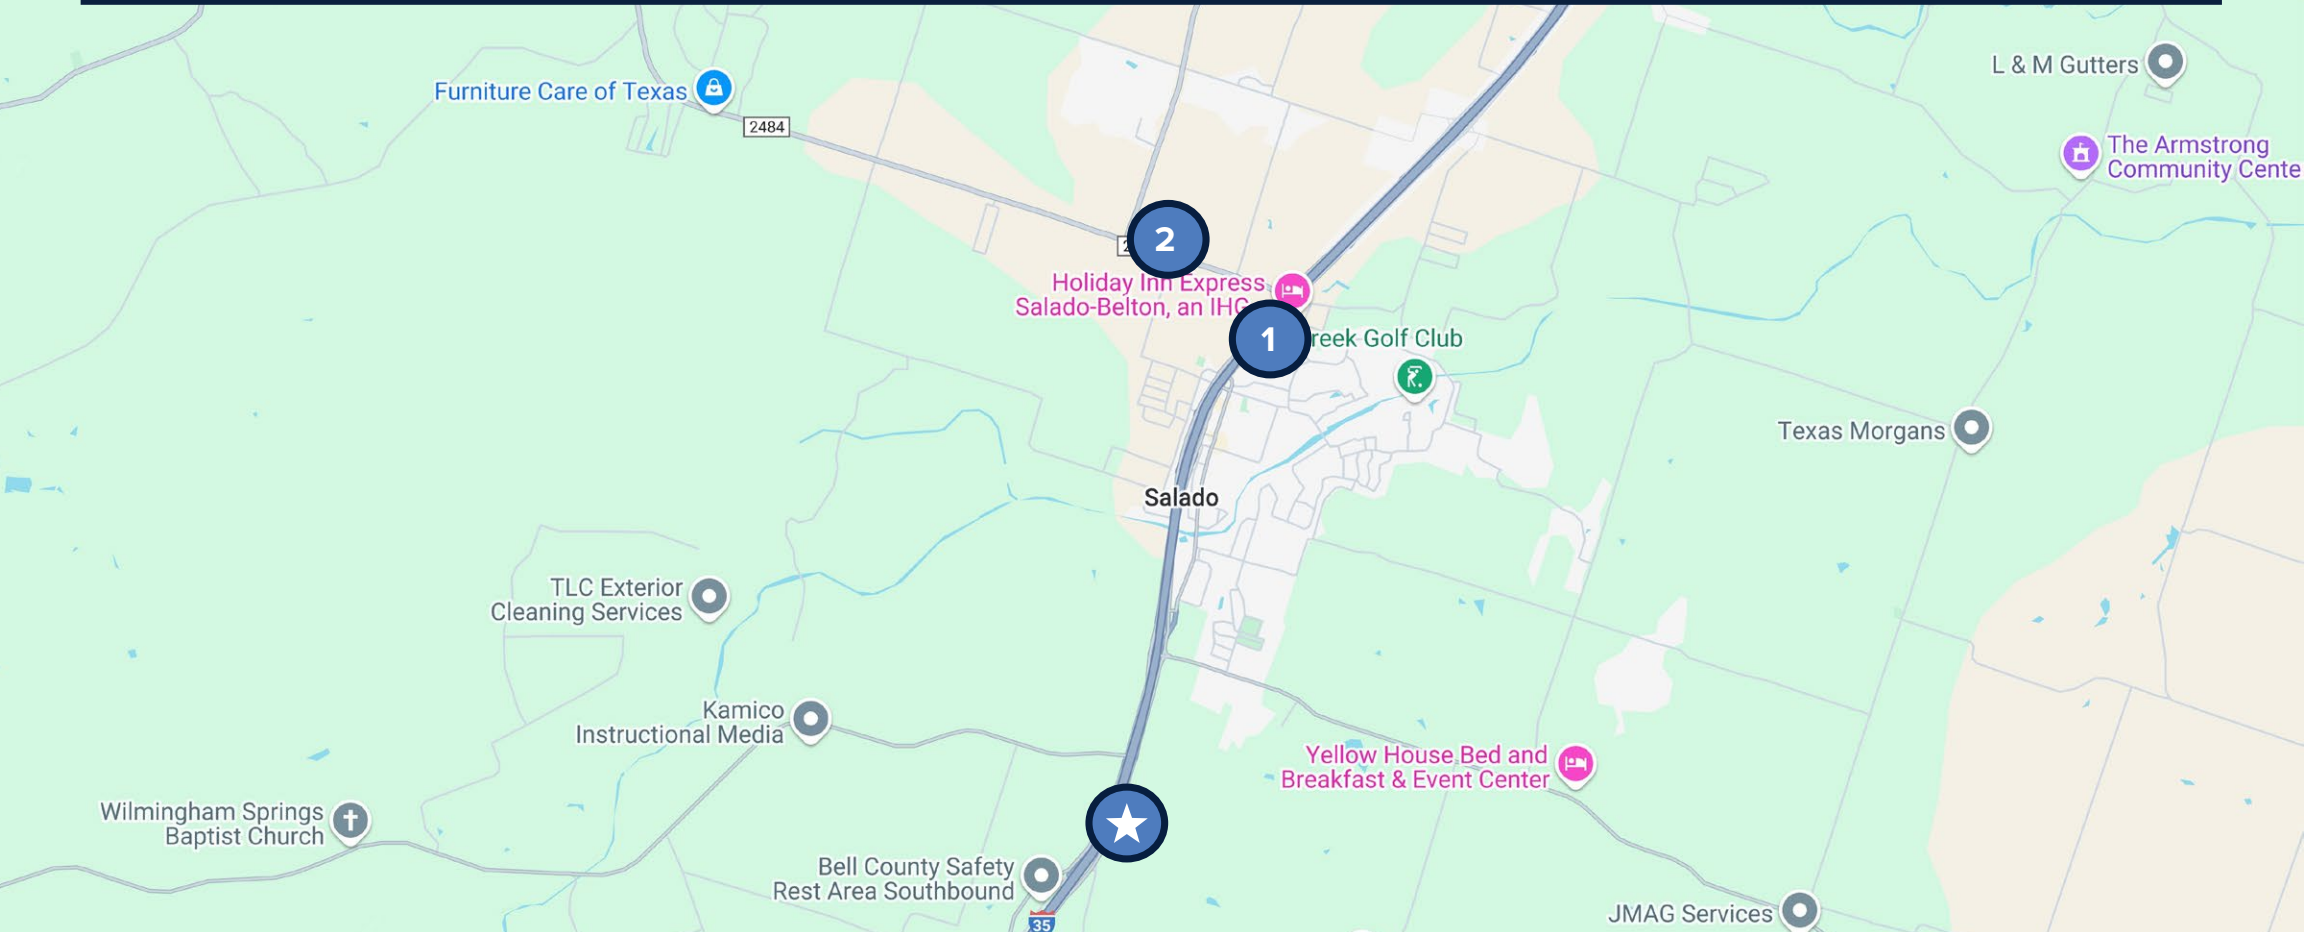 L & M Gutters
Furniture Care of Texas
2484
The Armstrong
Community Cente
2
2
Holiday Inn Express
Salado-Belton, an IHG
1
reek Golf Club
Texas Morgans
Salado
TLC Exterior
Cleaning Services
Kamico
Instructional Media
Yellow House Bed and
Breakfast & Event Center
Wilmingham Springs
Baptist Church
Bell County Safety
Rest Area Southbound
JMAG Services
35